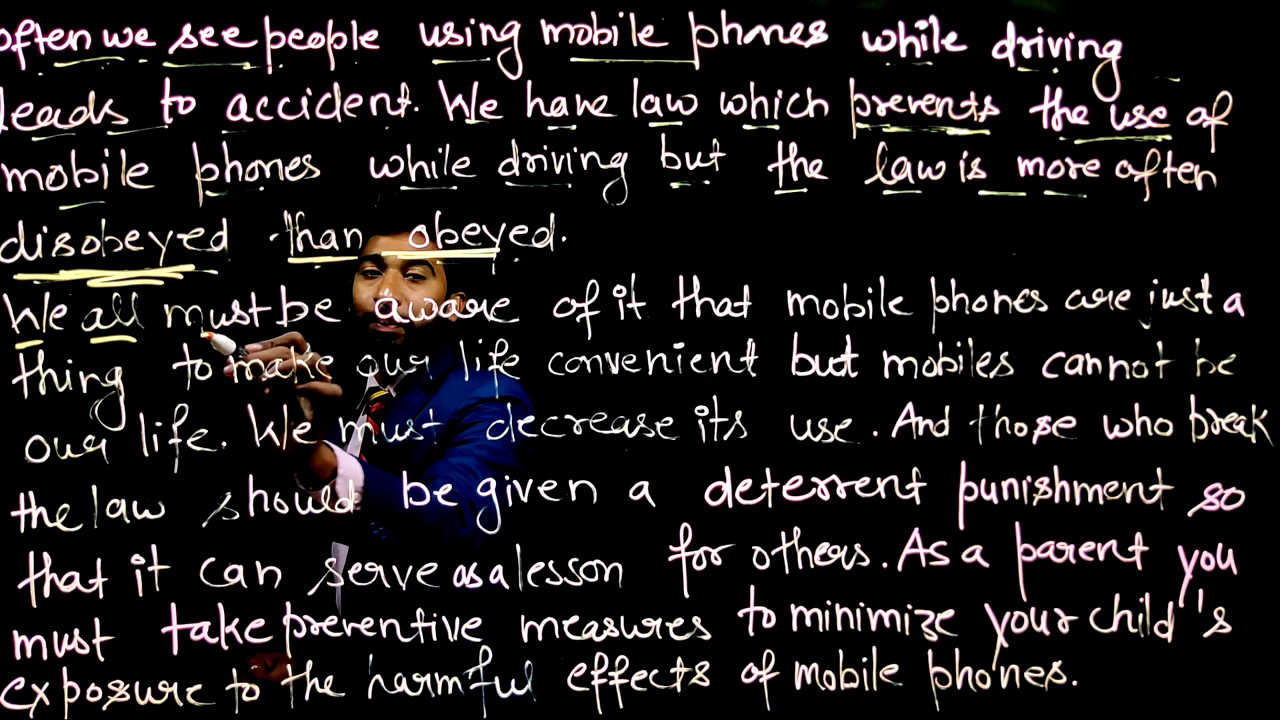 often we see people using mobile phones while driving
leads to accident. We have law which prevents the use of
mobile phones while driving but the law is more often
disobeyed than obeyed.
We all must be aware of it that mobile phones are just a
thing to make our life convenient but mobiles cannot be
our life. We must decrease its use. And those who break
the law should be given a deterrent punishment so
that it can serve as a lesson for others. As a parent you
must take preventive measures to minimize your child's
exposure to the harmful effects of mobile phones.